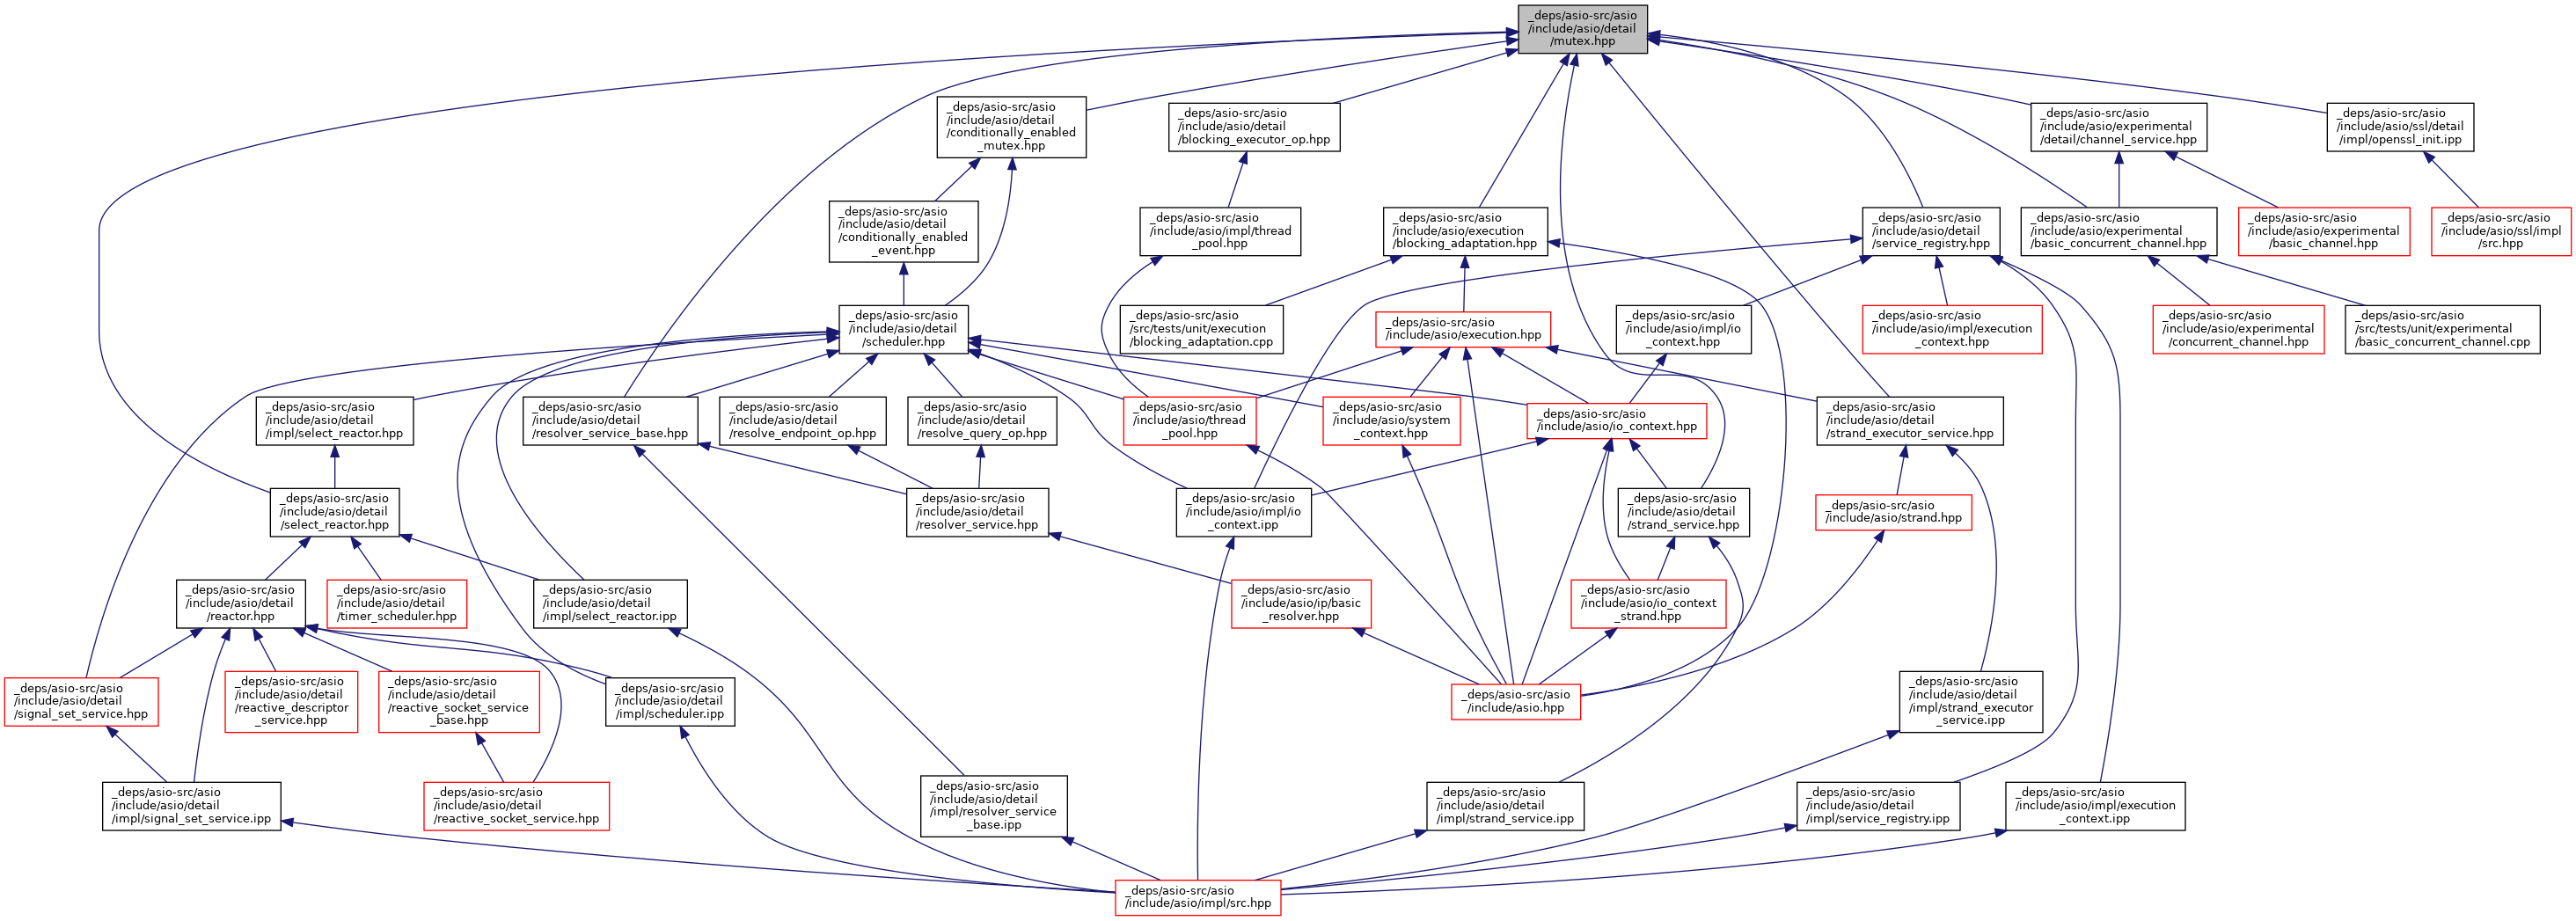 _deps/asio-src/asio
/include/asio/detail
/mutex.hpp
_deps/asio-src/asio
/include/asio/detail
/conditionally_enabled
_mutex.hpp
_deps/asio-src/asio
/include/asio/detail
/blocking_executor_op.hpp
_deps/asio-src/asio
/include/asio/experimental
/detail/channel_service.hpp
_deps/asio-src/asio
/include/asio/ssl/detail
/impl/openssl_init.ipp
_deps/asio-src/asio
/include/asio/detail
/conditionally_enabled
_event.hpp
_deps/asio-src/asio
/include/asio/impl/thread
_pool.hpp
_deps/asio-src/asio
/include/asio/execution
/blocking_adaptation.hpp
_deps/asio-src/asio
/include/asio/detail
/service_registry.hpp
_deps/asio-src/asio
/include/asio/experimental
/basic_concurrent_channel.hpp
_deps/asio-src/asio
/include/asio/experimental
/basic_channel.hpp
_deps/asio-src/asio
/include/asio/ssl/impl
/src.hpp
_deps/asio-src/asio
/include/asio/detail
/scheduler.hpp
_deps/asio-src/asio
/src/tests/unit/execution
/blocking_adaptation.cpp
_deps/asio-src/asio
/include/asio/execution.hpp
_deps/asio-src/asio
/include/asio/impl/io
_context.hpp
_deps/asio-src/asio
/include/asio/impl/execution
_context.hpp
_deps/asio-src/asio
/include/asio/experimental
/concurrent_channel.hpp
_deps/asio-src/asio
/src/tests/unit/experimental
/basic_concurrent_channel.cpp
_deps/asio-src/asio
/include/asio/detail
/impl/select_reactor.hpp
_deps/asio-src/asio
/include/asio/detail
/resolver_service_base.hpp
_deps/asio-src/asio
/include/asio/detail
/resolve_endpoint_op.hpp
_deps/asio-src/asio
/include/asio/detail
/resolve_query_op.hpp
_deps/asio-src/asio
/include/asio/thread
_pool.hpp
_deps/asio-src/asio
/include/asio/system
_context.hpp
_deps/asio-src/asio
/include/asio/io_context.hpp
_deps/asio-src/asio
/include/asio/detail
/strand_executor_service.hpp
_deps/asio-src/asio
/include/asio/detail
/select_reactor.hpp
_deps/asio-src/asio
/include/asio/detail
/resolver_service.hpp
_deps/asio-src/asio
/include/asio/impl/io
_context.ipp
_deps/asio-src/asio
/include/asio/detail
/strand_service.hpp
_deps/asio-src/asio
/include/asio/strand.hpp
_deps/asio-src/asio
/include/asio/detail
/reactor.hpp
_deps/asio-src/asio
/include/asio/detail
/timer_scheduler.hpp
_deps/asio-src/asio
/include/asio/detail
/impl/select_reactor.ipp
_deps/asio-src/asio
/include/asio/ip/basic
_resolver.hpp
_deps/asio-src/asio
/include/asio/io_context
_strand.hpp
_deps/asio-src/asio
/include/asio/detail
/signal_set_service.hpp
_deps/asio-src/asio
/include/asio/detail
/reactive_descriptor
_service.hpp
_deps/asio-src/asio
/include/asio/detail
/reactive_socket_service
_base.hpp
_deps/asio-src/asio
/include/asio/detail
/impl/scheduler.ipp
_deps/asio-src/asio
/include/asio.hpp
_deps/asio-src/asio
/include/asio/detail
/impl/strand_executor
_service.ipp
_deps/asio-src/asio
/include/asio/detail
/impl/signal_set_service.ipp
_deps/asio-src/asio
/include/asio/detail
/reactive_socket_service.hpp
_deps/asio-src/asio
/include/asio/detail
/impl/resolver_service
_base.ipp
_deps/asio-src/asio
/include/asio/detail
/impl/strand_service.ipp
_deps/asio-src/asio
/include/asio/detail
/impl/service_registry.ipp
_deps/asio-src/asio
/include/asio/impl/execution
_context.ipp
_deps/asio-src/asio
/include/asio/impl/src.hpp